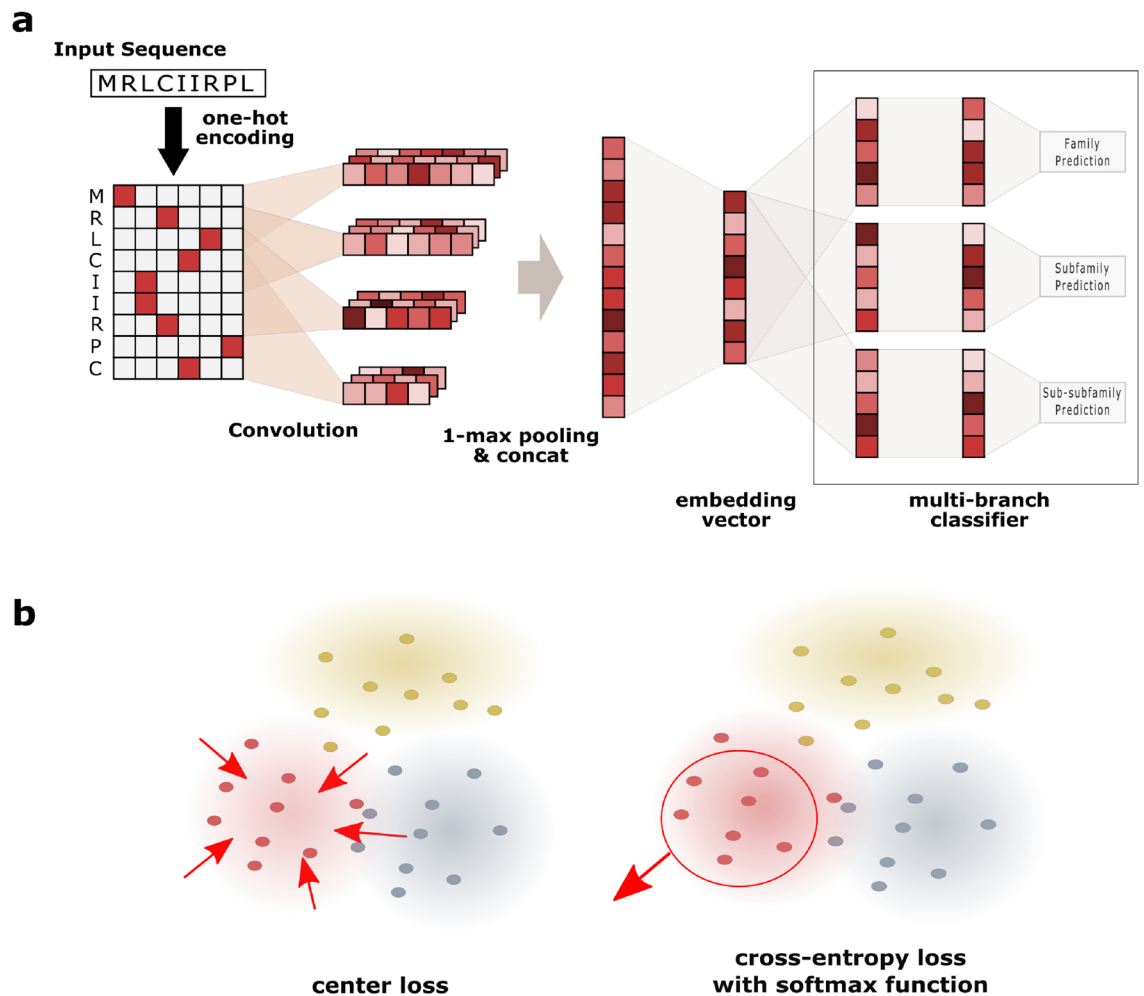 a
Input Sequence
MRLCIIRPL
one-hot
encoding
M
R
L
C
I
I
R
P
C
Convolution
1-max pooling
& concat
embedding
vector
Family
Prediction
Subfamily
Prediction
Sub-subfamily
Prediction
multi-branch
classifier
b
center loss
cross-entropy loss
with softmax function